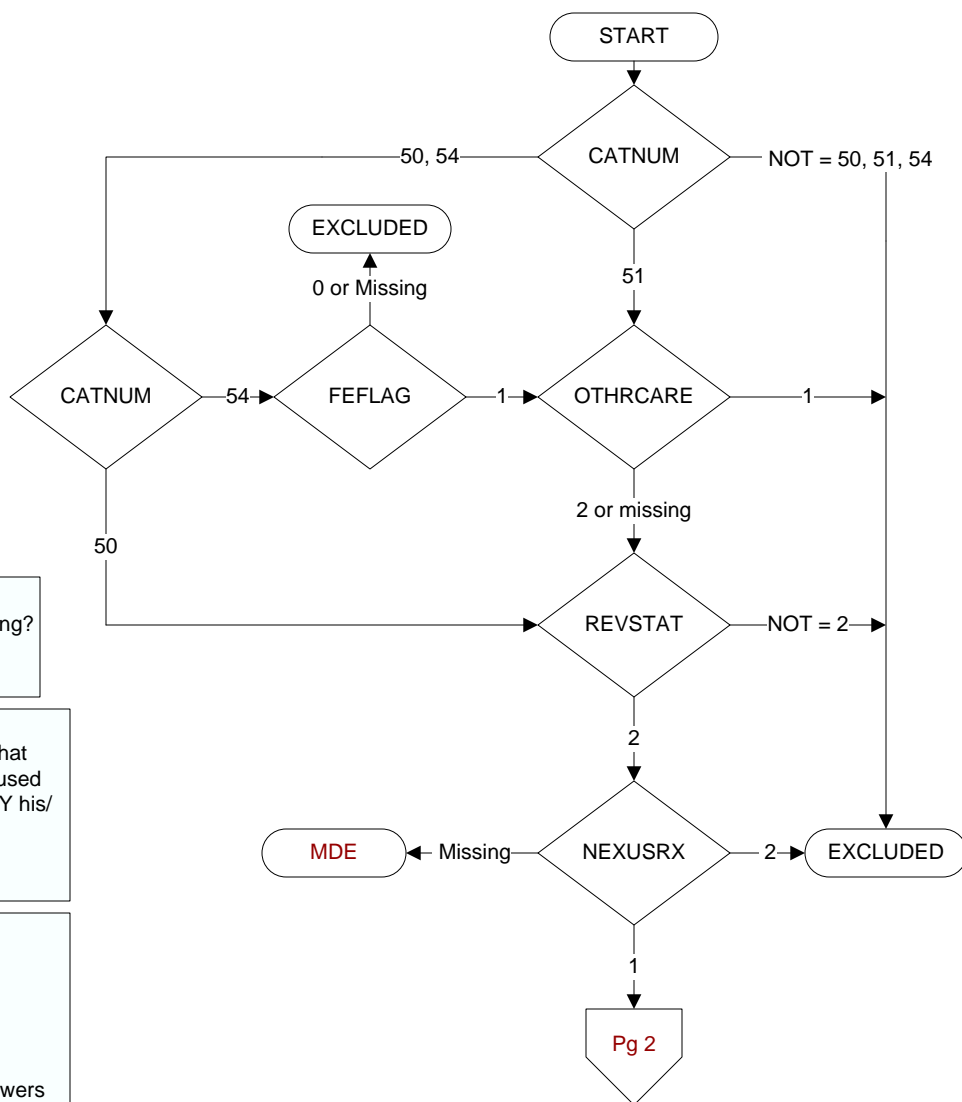 START
CATNUM
50, 54
NOT = 50, 51, 54
EXCLUDED
0 or Missing
51
CATNUM
54
FEFLAG
1
OTHRCARE
1
2 or missing
50
REVSTAT
NOT = 2
2
MDE
Missing
NEXUSRX
2
EXCLUDED
1
Pg 2
ng?
hat
used
Y his/
wers